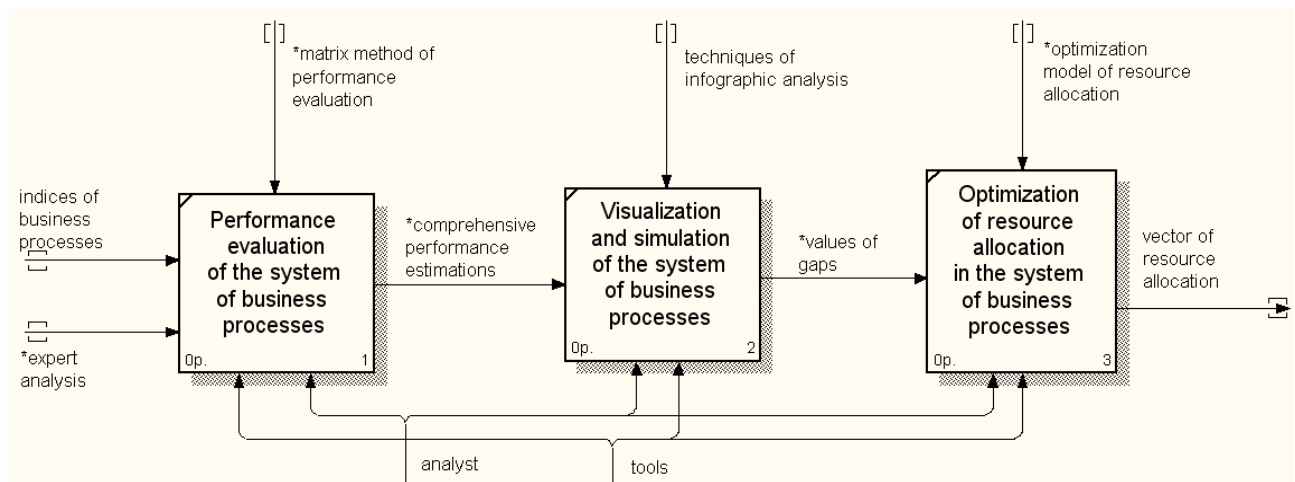 *matrix method of
performance
evaluation
techniques of
infographic analysis
*optimization
model of resource
allocation
indices of
business
processes
*expert
analysis
Performance
evaluation
of the system
of business
processes
0р.
1
*comprehensive
performance
estimations
Visualization
and simulation
of the system
of business
processes
0р.
2
*values of
gaps
Optimization
of resource
allocation
in the system
of business
processes
0р.
3
vector of
resource
allocation
analyst
tools